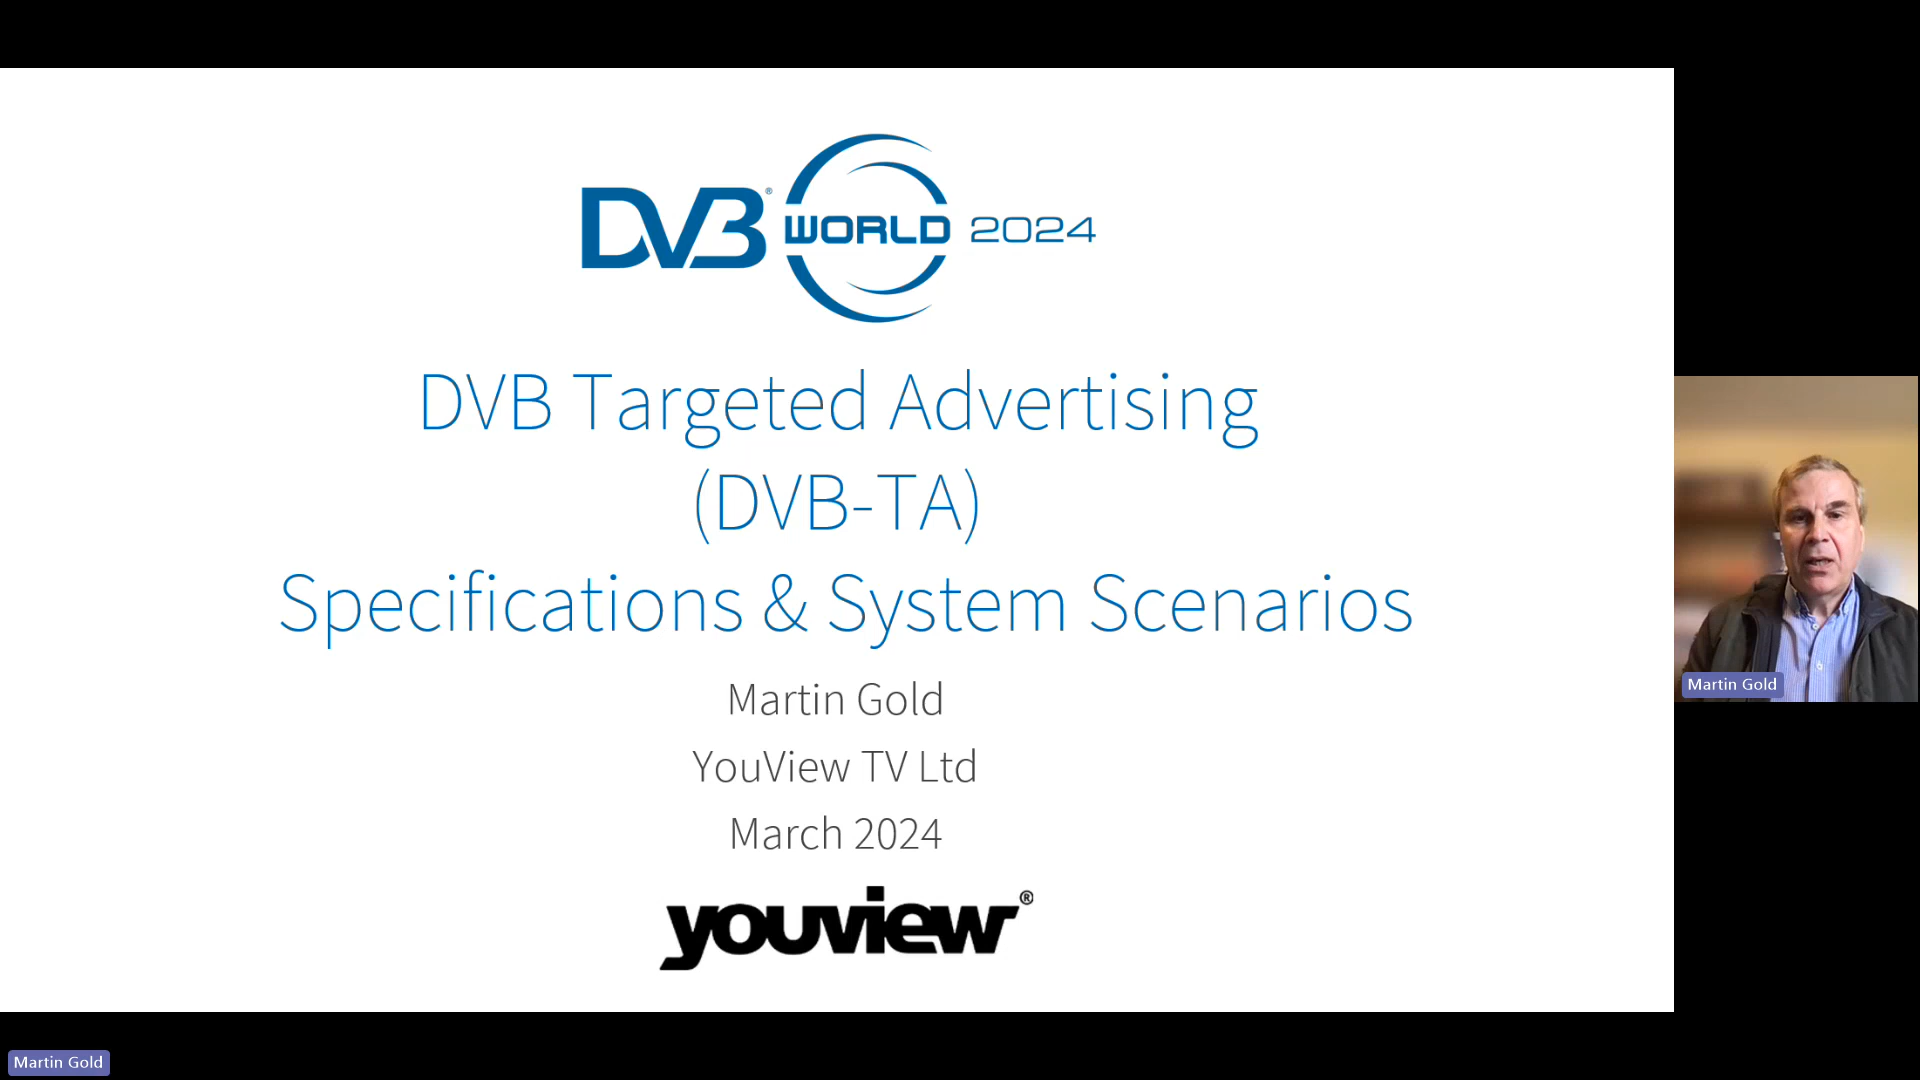 DVB® WORLD 2024
DVB Targeted Advertising
(DVB-TA)
Specifications & System Scenarios
Martin Gold
YouView TV Ltd
March 2024
youview®
Martin Gold
Martin Gold